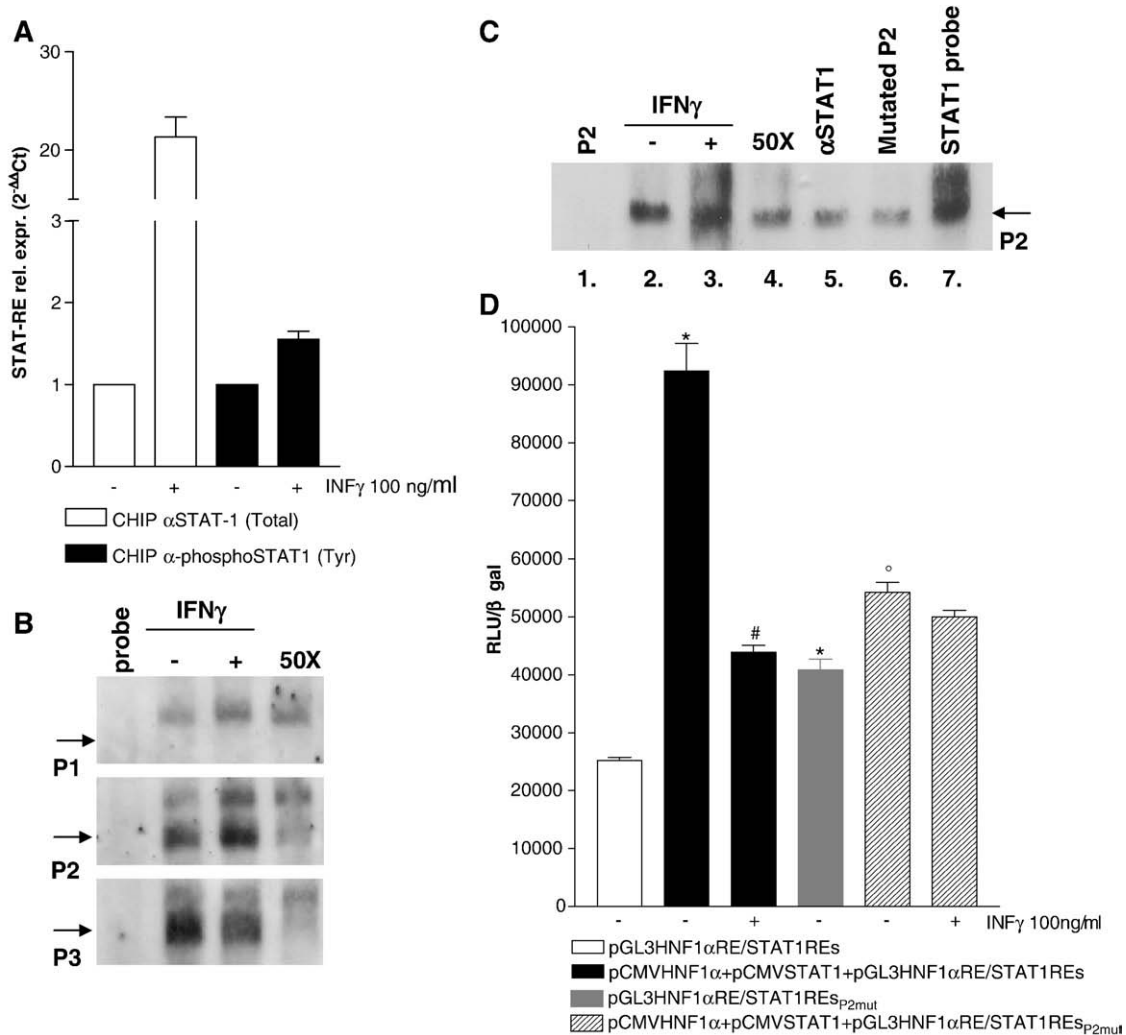 A
STAT-RE rel. expr. (2-ΔΔCt)
30
20
3
2
1
0
- + - + INFγ 100 ng/ml
CHIP αSTAT-1 (Total)
CHIP α-phosphoSTAT1 (Tyr)
B
probe
IFNγ
- + 50X
P1
P2
P3
C
P2
IFNγ
- +
50X
αSTAT1
Mutated P2
STAT1 probe
P2
1. 2. 3. 4. 5. 6. 7.
D
RLU/β gal
100000
90000
80000
70000
60000
50000
40000
30000
20000
10000
0
* # * °
- - + - - + INFγ 100ng/ml
pGL3HNF1αRE/STAT1REs
pCMVHNF1α+pCMVSTAT1+pGL3HNF1αRE/STAT1REs
pGL3HNF1αRE/STAT1REsP2mut
pCMVHNF1α+pCMVSTAT1+pGL3HNF1αRE/STAT1REsP2mut